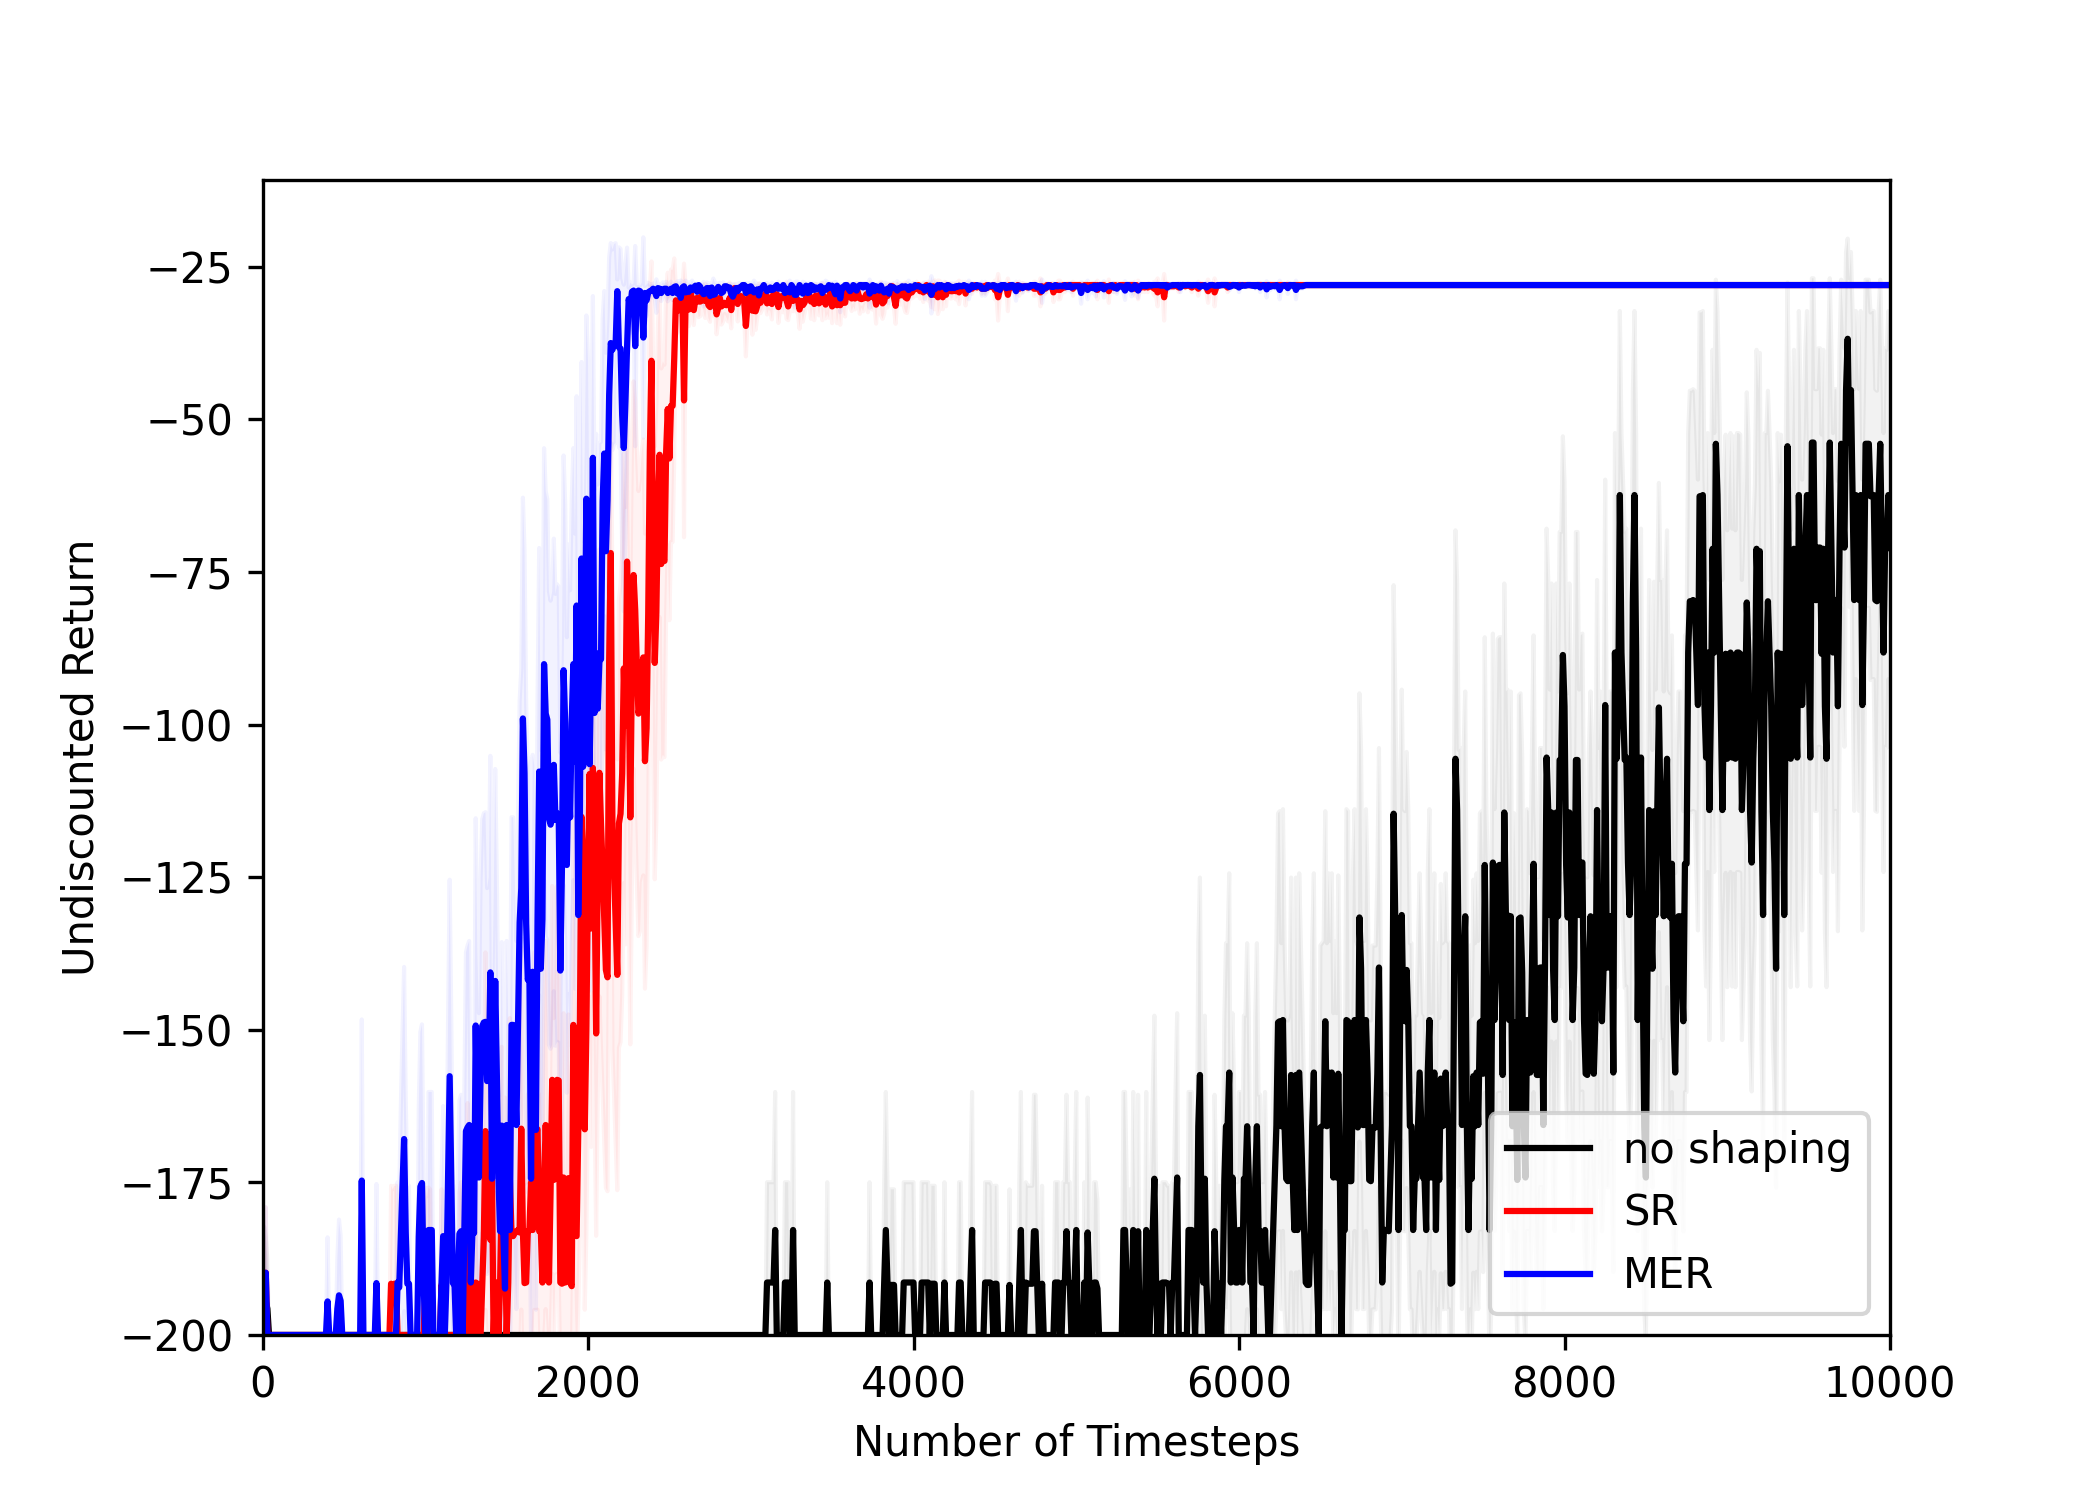 Undiscounted Return
−25
−50
−75
−100
−125
−150
−175
−200
0 2000 4000 6000 8000 10000
Number of Timesteps
no shaping
SR
MER